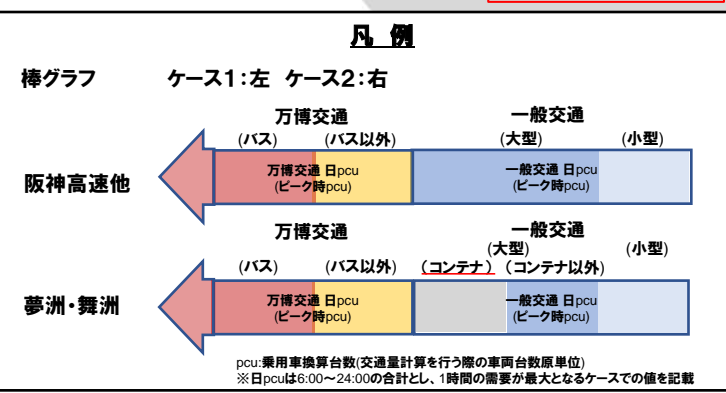 凡 例
棒グラフ ケース1:左 ケース2:右
万博交通 一般交通
(バス) (バス以外) (大型) (小型)
阪神高速他
万博交通 日pcu 一般交通 日pcu
(ピーク時pcu) (ピーク時pcu)
万博交通 一般交通
(大型) (小型)
(バス) (バス以外) (コンテナ) (コンテナ以外)
夢洲・舞洲
万博交通 日pcu 一般交通 日pcu
(ピーク時pcu) (ピーク時pcu)
pcu:乗用車換算台数(交通量計算を行う際の車両台数原単位)
※日pcuは6:00~24:00の合計とし、1時間の需要が最大となるケースでの値を記載